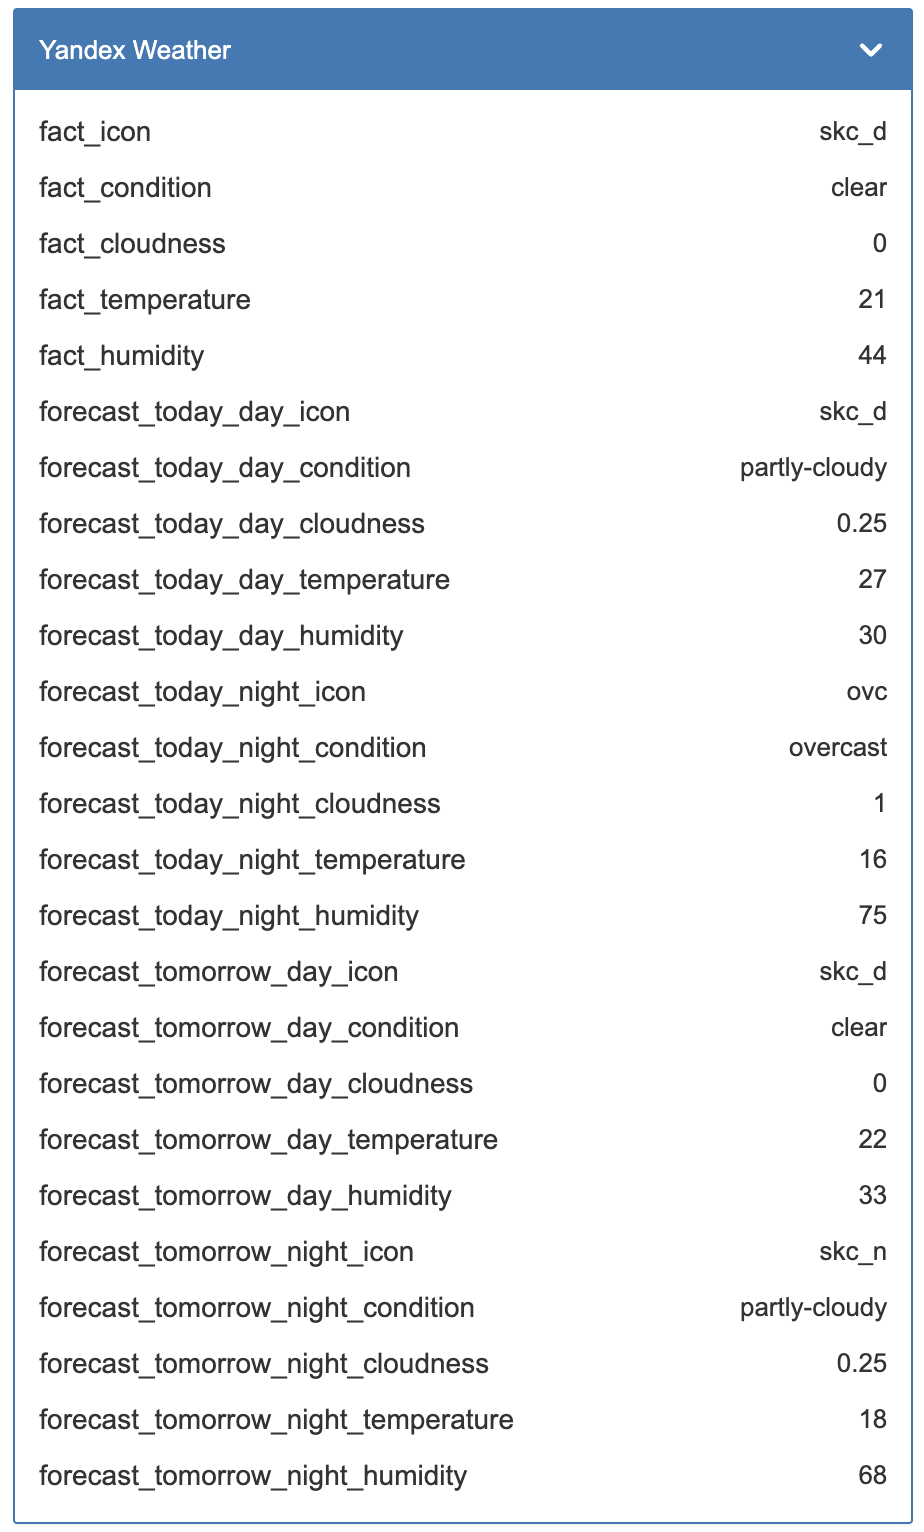 Yandex Weather
fact_icon skc_d
fact_condition clear
fact_cloudness 0
fact_temperature 21
fact_humidity 44
forecast_today_day_icon skc_d
forecast_today_day_condition partly-cloudy
forecast_today_day_cloudness 0.25
forecast_today_day_temperature 27
forecast_today_day_humidity 30
forecast_today_night_icon ovc
forecast_today_night_condition overcast
forecast_today_night_cloudness 1
forecast_today_night_temperature 16
forecast_today_night_humidity 75
forecast_tomorrow_day_icon skc_d
forecast_tomorrow_day_condition clear
forecast_tomorrow_day_cloudness 0
forecast_tomorrow_day_temperature 22
forecast_tomorrow_day_humidity 33
forecast_tomorrow_night_icon skc_n
forecast_tomorrow_night_condition partly-cloudy
forecast_tomorrow_night_cloudness 0.25
forecast_tomorrow_night_temperature 18
forecast_tomorrow_night_humidity 68